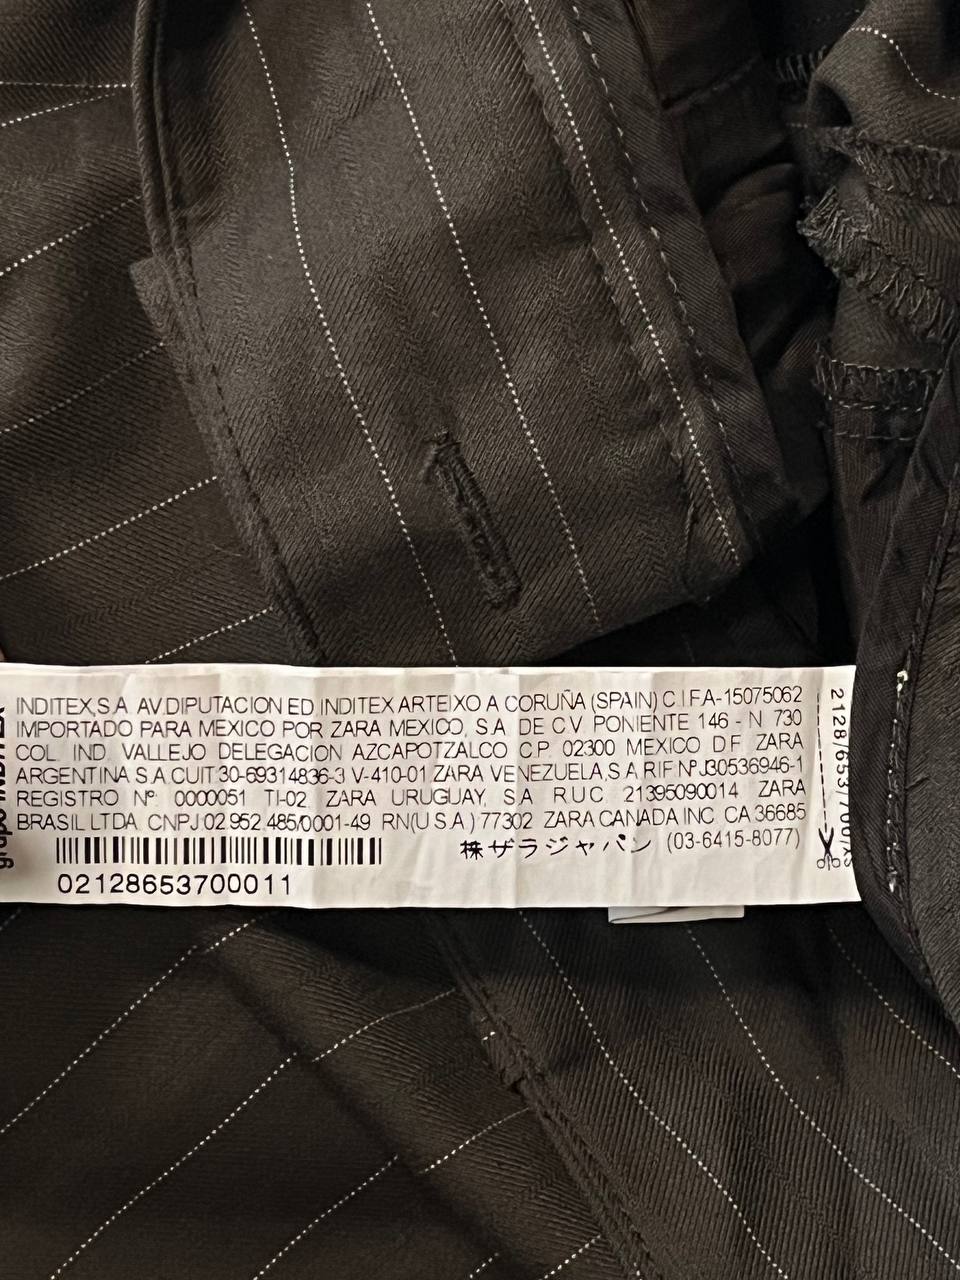 INDITEX,S.A. AV.DIPUTACION ED INDITEX ARTEIXO A CORUÑA (SPAIN) C.I.F.A-15075062
IMPORTADO PARA MEXICO POR ZARA MEXICO, S.A. DE C.V. PONIENTE 146 - N 730
COL. IND. VALLEJO DELEGACION AZCAPOTZALCO C.P. 02300 MEXICO D.F. ZARA
ARGENTINA S.A.CUIT:30-69314836-3 V-410-01 ZARA VENEZUELA,S.A.RIF.Nº.J30536946-1
REGISTRO Nº. 0000051 TI-02. ZARA URUGUAY, S.A. R.U.C. 21395090014 ZARA
BRASIL LTDA. CNPJ:02.952.485/0001-49 RN(U.S.A.) 77302 ZARA CANADA INC. CA 36685
株 ザラジャパン (03-6415-8077)
02128653700011
2128/653/700/XS
grupo INDITEX